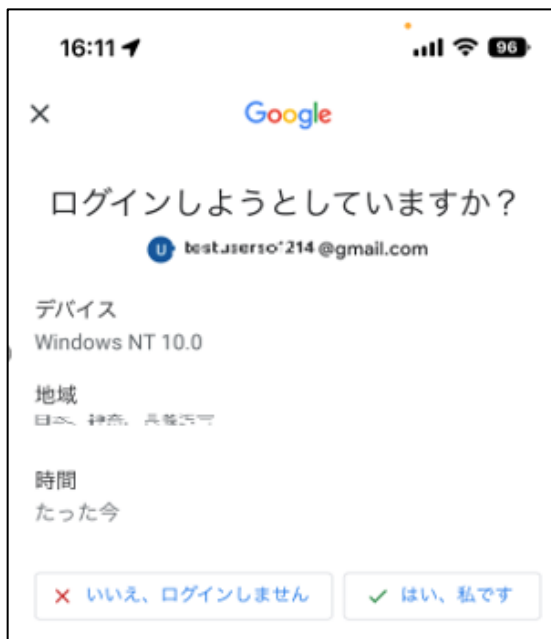 16:11
96
Google
ログインしようとしていますか？
U @gmail.com
デバイス
Windows NT 10.0
地域
時間
たった今
いいえ、ログインしません
はい、私です